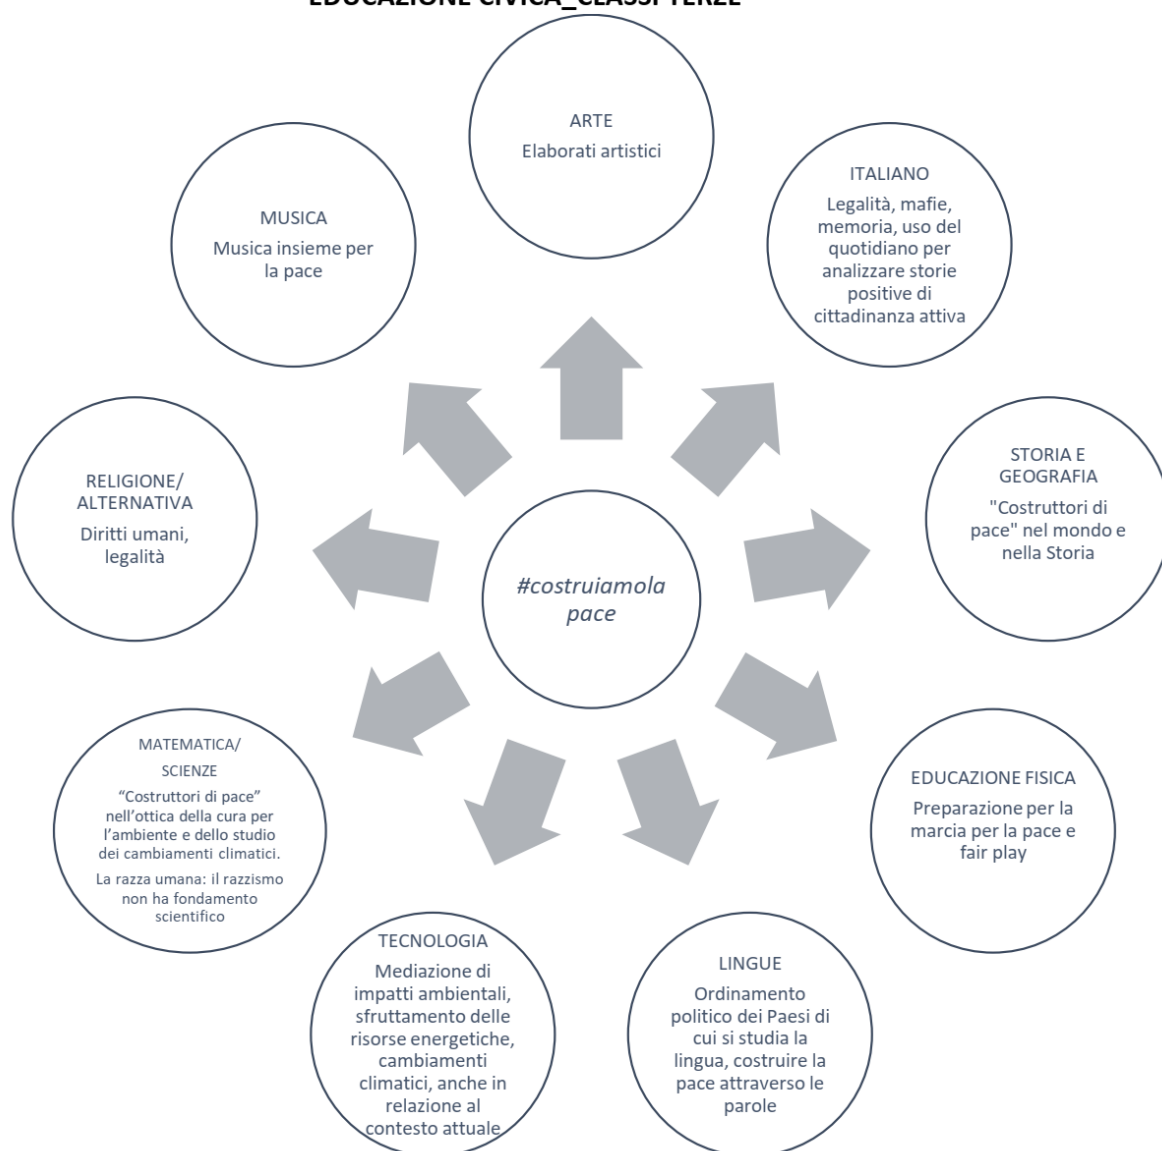 EDUCAZIONE CIVICA_CLASSI TERZE
ARTE
Elaborati artistici
ITALIANO
Legalità, mafie,
memoria, uso del
quotidiano per
analizzare storie
positive di
cittadinanza attiva
STORIA E
GEOGRAFIA
"Costruttori di
pace" nel mondo e
nella Storia
EDUCAZIONE FISICA
Preparazione per la
marcia per la pace e
fair play
LINGUE
Ordinamento
politico dei Paesi di
cui si studia la
lingua, costruire la
pace attraverso le
parole
TECNOLOGIA
Mediazione di
impatti ambientali,
sfruttamento delle
risorse energetiche,
cambiamenti
climatici, anche in
relazione al
contesto attuale
MATEMATICA/
SCIENZE
“Costruttori di pace”
nell’ottica della cura per
l’ambiente e dello studio
dei cambiamenti climatici.
La razza umana: il razzismo
non ha fondamento
scientifico
RELIGIONE/
ALTERNATIVA
Diritti umani,
legalità
MUSICA
Musica insieme per
la pace
#costruiamola
pace